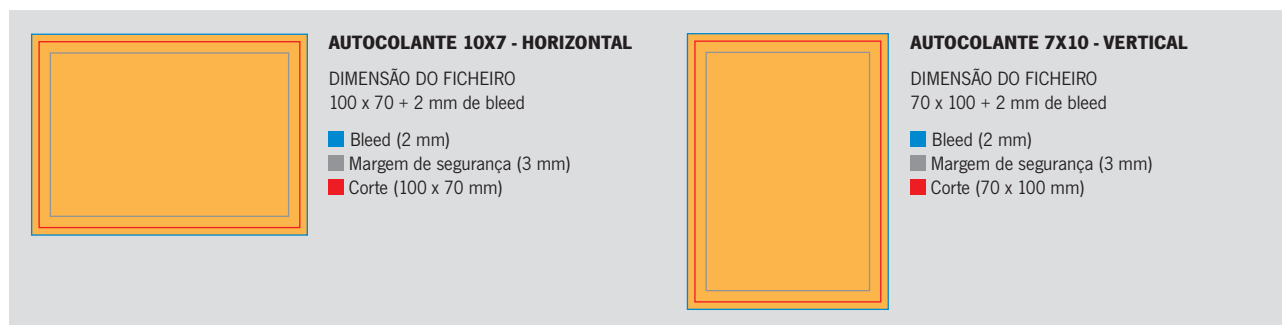 AUTOCOLANTE 10X7 - HORIZONTAL
DIMENSÃO DO FICHEIRO
100 x 70 + 2 mm de bleed
Bleed (2 mm)
Margem de segurança (3 mm)
Corte (100 x 70 mm)
AUTOCOLANTE 7X10 - VERTICAL
DIMENSÃO DO FICHEIRO
70 x 100 + 2 mm de bleed
Bleed (2 mm)
Margem de segurança (3 mm)
Corte (70 x 100 mm)